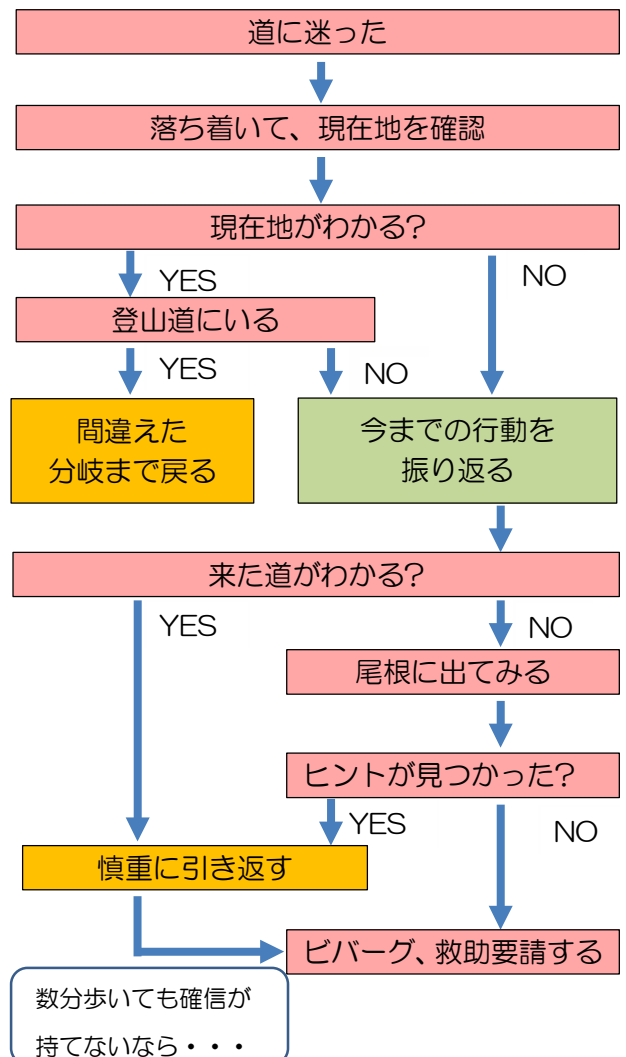 道に迷った
落ち着いて、現在地を確認
現在地がわかる?
YES
NO
登山道にいる
YES
NO
間違えた
分岐まで戻る
今までの行動を
振り返る
来た道がわかる?
YES
NO
尾根に出てみる
ヒントが見つかった?
YES
NO
慎重に引き返す
ビバーグ、救助要請する
数分歩いても確信が
持てないなら・・・